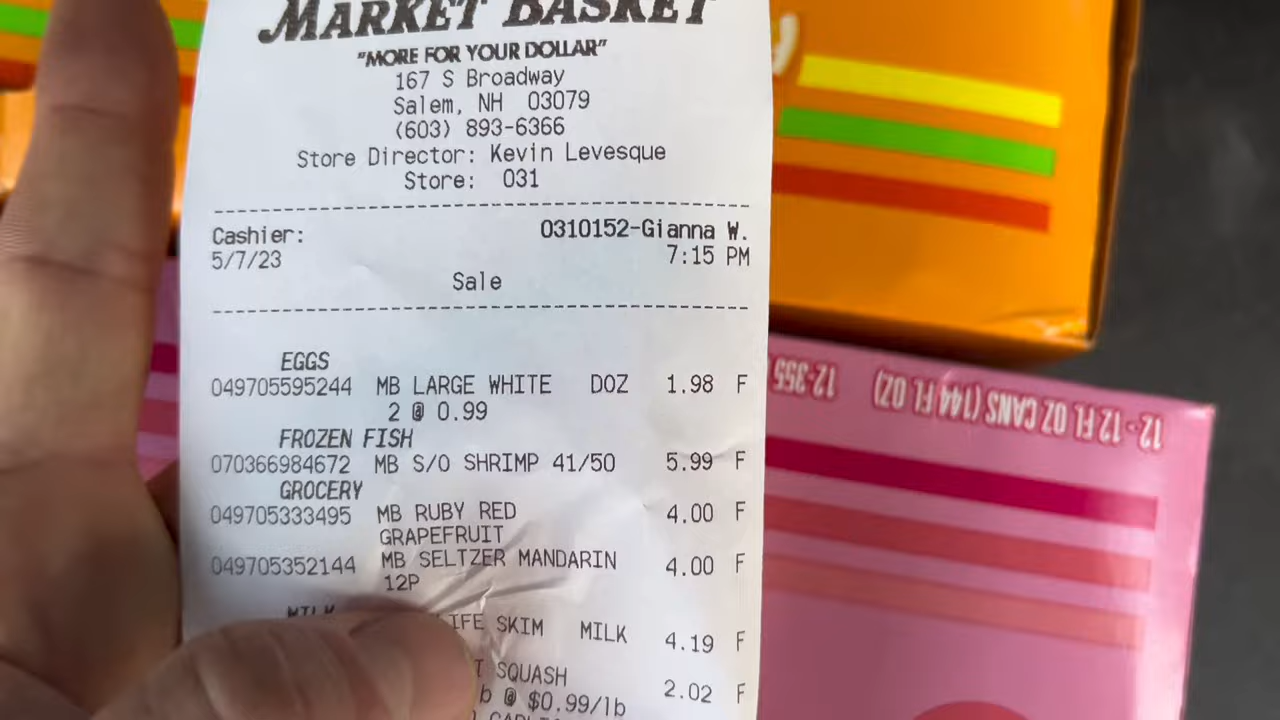 MARKET BASKET
"MORE FOR YOUR DOLLAR"
167 S Broadway
Salem, NH 03079
(603) 893-6366
Store Director: Kevin Levesque
Store: 031
Cashier: 0310152-Gianna W.
5/7/23 7:15 PM
Sale
EGGS
049705595244 MB LARGE WHITE DOZ 1.98 F
2 @ 0.99
FROZEN FISH
070366984672 MB S/O SHRIMP 41/50 5.99 F
GROCERY
049705333495 MB RUBY RED 4.00 F
GRAPEFRUIT
049705352144 MB SELTZER MANDARIN 4.00 F
12P
MILK
SKIM MILK 4.19 F
SQUASH 2.02 F
@ $0.99/lb
12-12 FL OZ CANS (144 FL OZ) 12-355